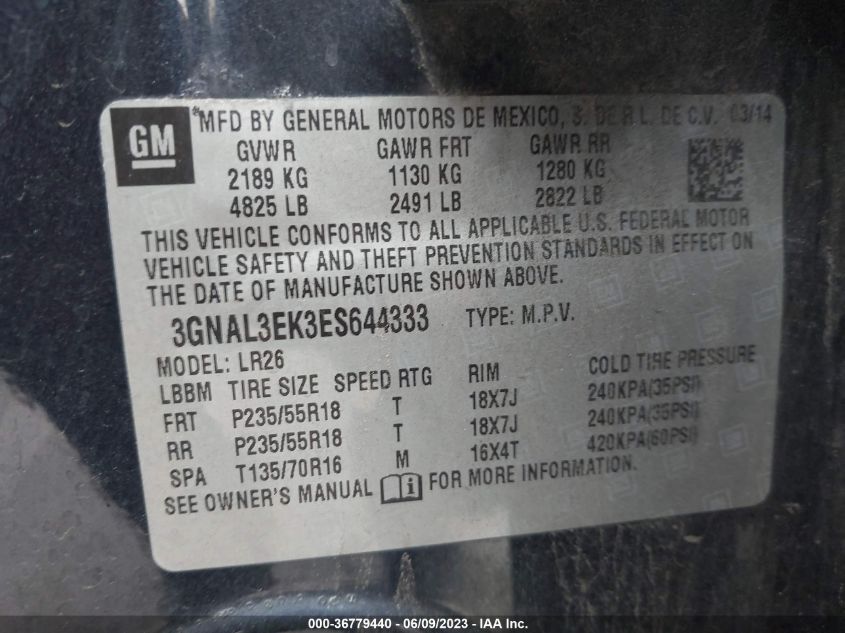 GM
*MFD BY GENERAL MOTORS DE MEXICO, S. DE R.L. DE C.V. 03/14
GVWR GAWR FRT GAWR RR
2189 KG 1130 KG 1280 KG
4825 LB 2491 LB 2822 LB
THIS VEHICLE CONFORMS TO ALL APPLICABLE U.S. FEDERAL MOTOR
VEHICLE SAFETY AND THEFT PREVENTION STANDARDS IN EFFECT ON
THE DATE OF MANUFACTURE SHOWN ABOVE.
3GNAL3EK3ES644333 TYPE: M.P.V.
MODEL: LR26
LBBM TIRE SIZE SPEED RTG RIM COLD TIRE PRESSURE
FRT P235/55R18 T 18X7J 240KPA(35PSI)
RR P235/55R18 T 18X7J 240KPA(35PSI)
SPA T135/70R16 M 16X4T 420KPA(60PSI)
SEE OWNER'S MANUAL FOR MORE INFORMATION.
000-36779440 - 06/09/2023 - IAA Inc.